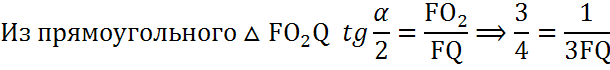 Из прямоугольного △ FO₂Q tg α/2 = FO₂/FQ ⟹ 3/4 = 1/3FQ